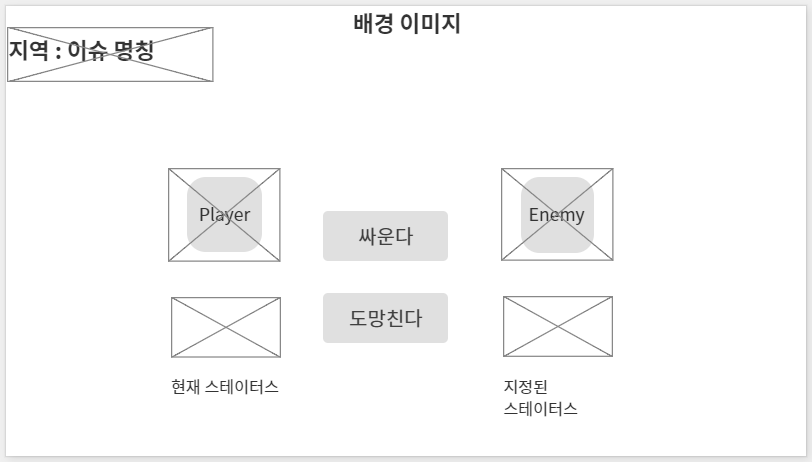 배경 이미지
지역 : 이슈 명칭
Player
Enemy
싸운다
도망친다
현재 스테이터스
지정된
스테이터스